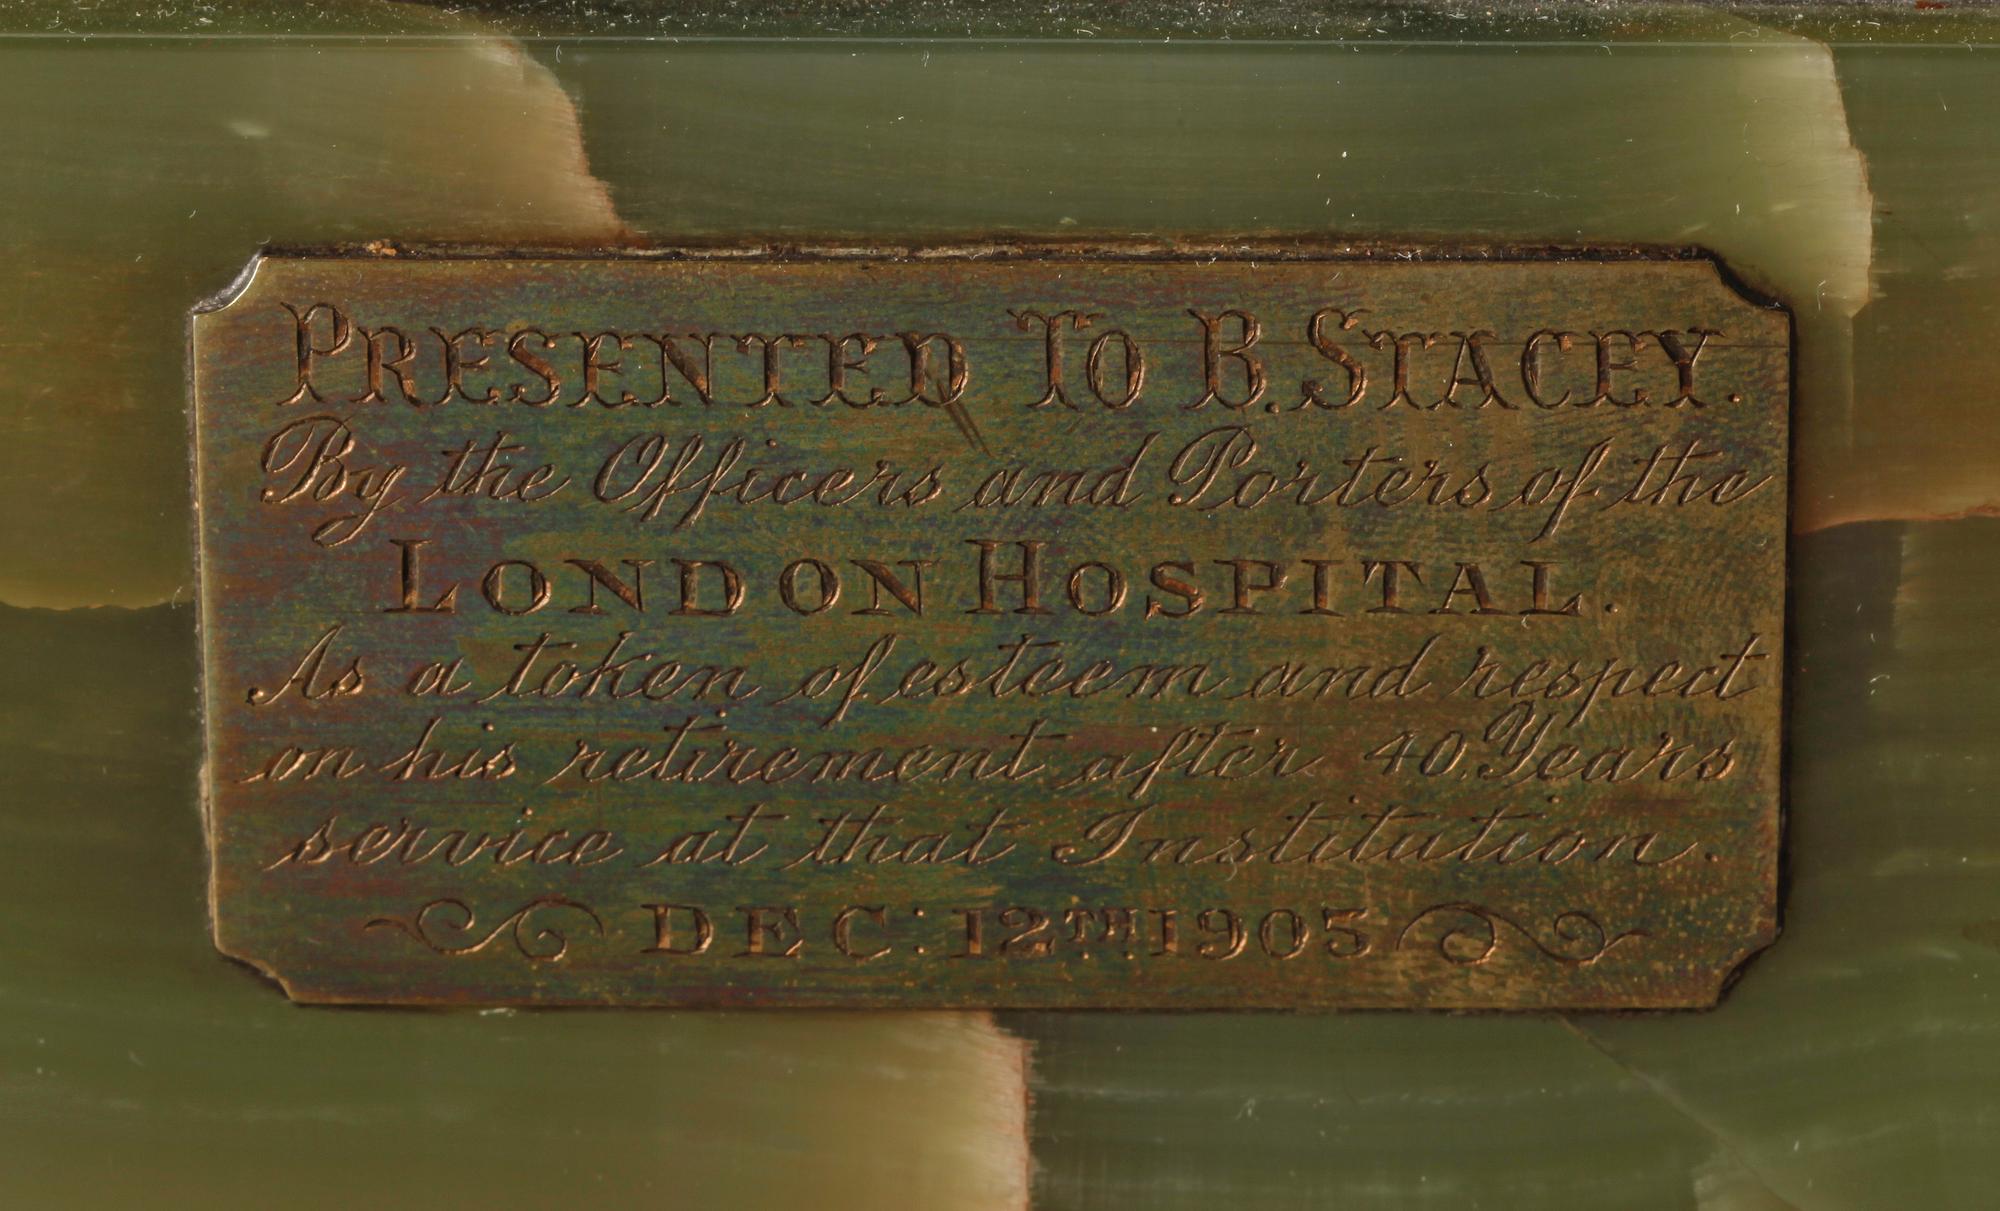 PRESENTED TO B. STACEY.
By the Officers and Porters of the
LONDON HOSPITAL.
As a token of esteem and respect
on his retirement after 40. Years
service at that Institution.
DEC: 12TH 1905